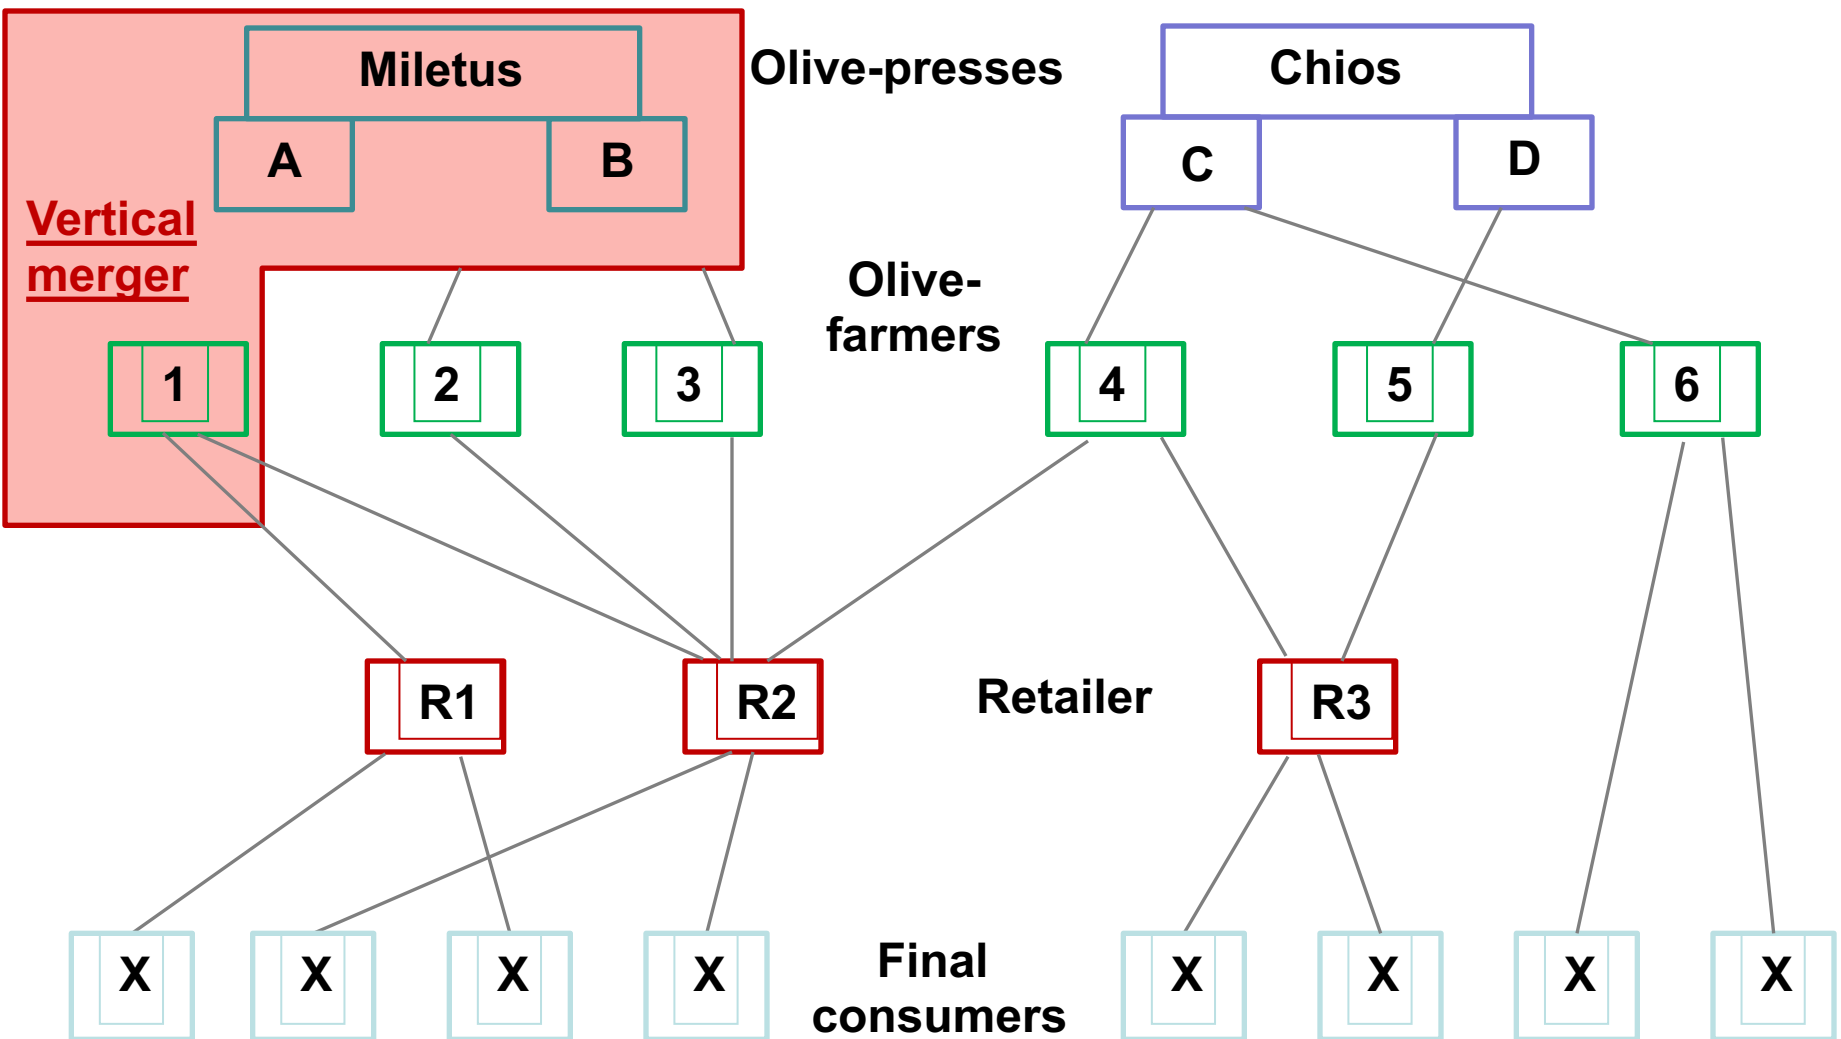 Miletus
Olive-presses
Chios
A
B
C
D
Vertical
merger
Olive-
farmers
1
2
3
4
5
6
R1
R2
Retailer
R3
X
X
X
X
Final
consumers
X
X
X
X